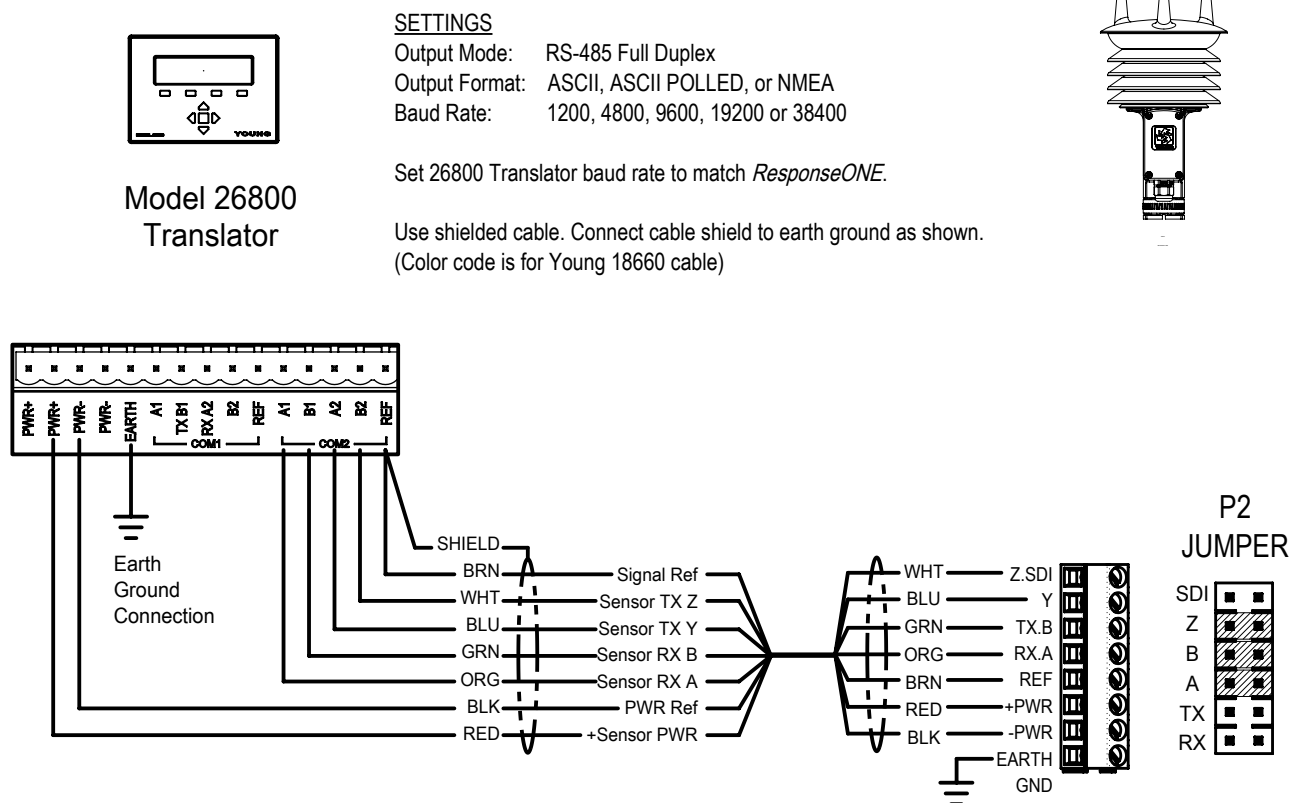 SETTINGS
Output Mode: RS-485 Full Duplex
Output Format: ASCII, ASCII POLLED, or NMEA
Baud Rate: 1200, 4800, 9600, 19200 or 38400
Set 26800 Translator baud rate to match ResponseONE.
Use shielded cable. Connect cable shield to earth ground as shown.
(Color code is for Young 18660 cable)
YOUNG
Model 26800
Translator
PWR+
PWR+
PWR-
PWR-
EARTH
A1
TX B1
RX A2
B2
REF
COM1
A1
B1
A2
B2
REF
COM2
Earth
Ground
Connection
SHIELD
BRN Signal Ref
WHT Sensor TX Z
BLU Sensor TX Y
GRN Sensor RX B
ORG Sensor RX A
BLK PWR Ref
RED +Sensor PWR
WHT Z.SDI
BLU Y
GRN TX.B
ORG RX.A
BRN REF
RED +PWR
BLK -PWR
EARTH
GND
P2
JUMPER
SDI
Z
B
A
TX
RX